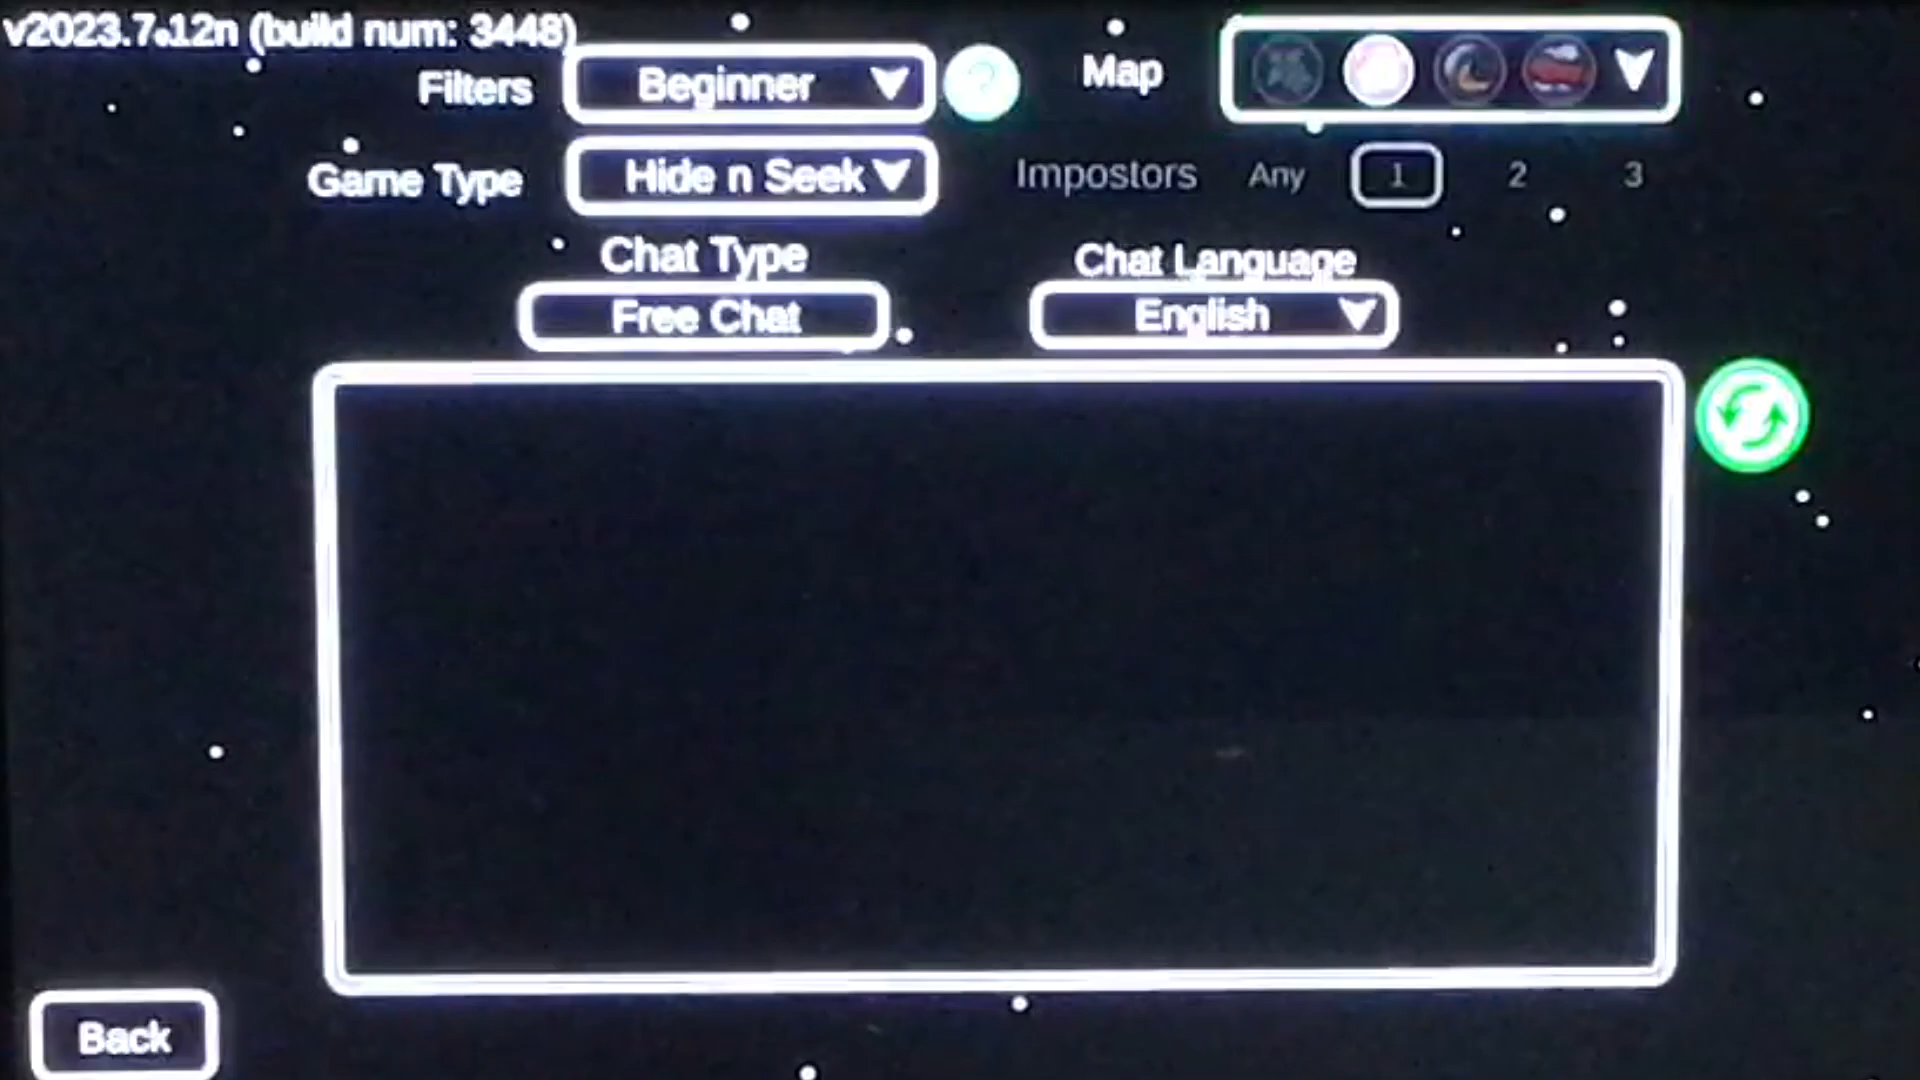 v2023.7.12n (build num: 3448)
Filters
Beginner
?
Map
Game Type
Hide n Seek
Impostors
Any
1
2
3
Chat Type
Chat Language
Free Chat
English
Back